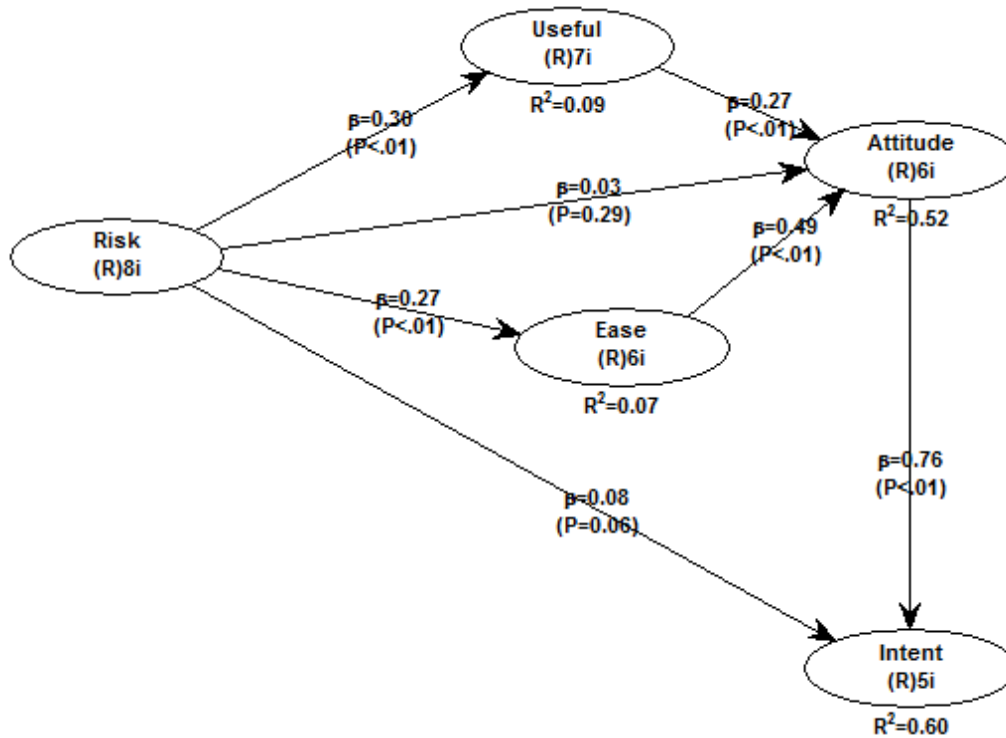 Useful
(R)7i
R²=0.09
β=0.30
(P<.01)
β=0.27
(P<.01)
Attitude
(R)6i
R²=0.52
β=0.03
(P=0.29)
Risk
(R)8i
β=0.49
(P<.01)
β=0.27
(P<.01)
Ease
(R)6i
R²=0.07
β=0.76
(P<.01)
β=0.08
(P=0.06)
Intent
(R)5i
R²=0.60